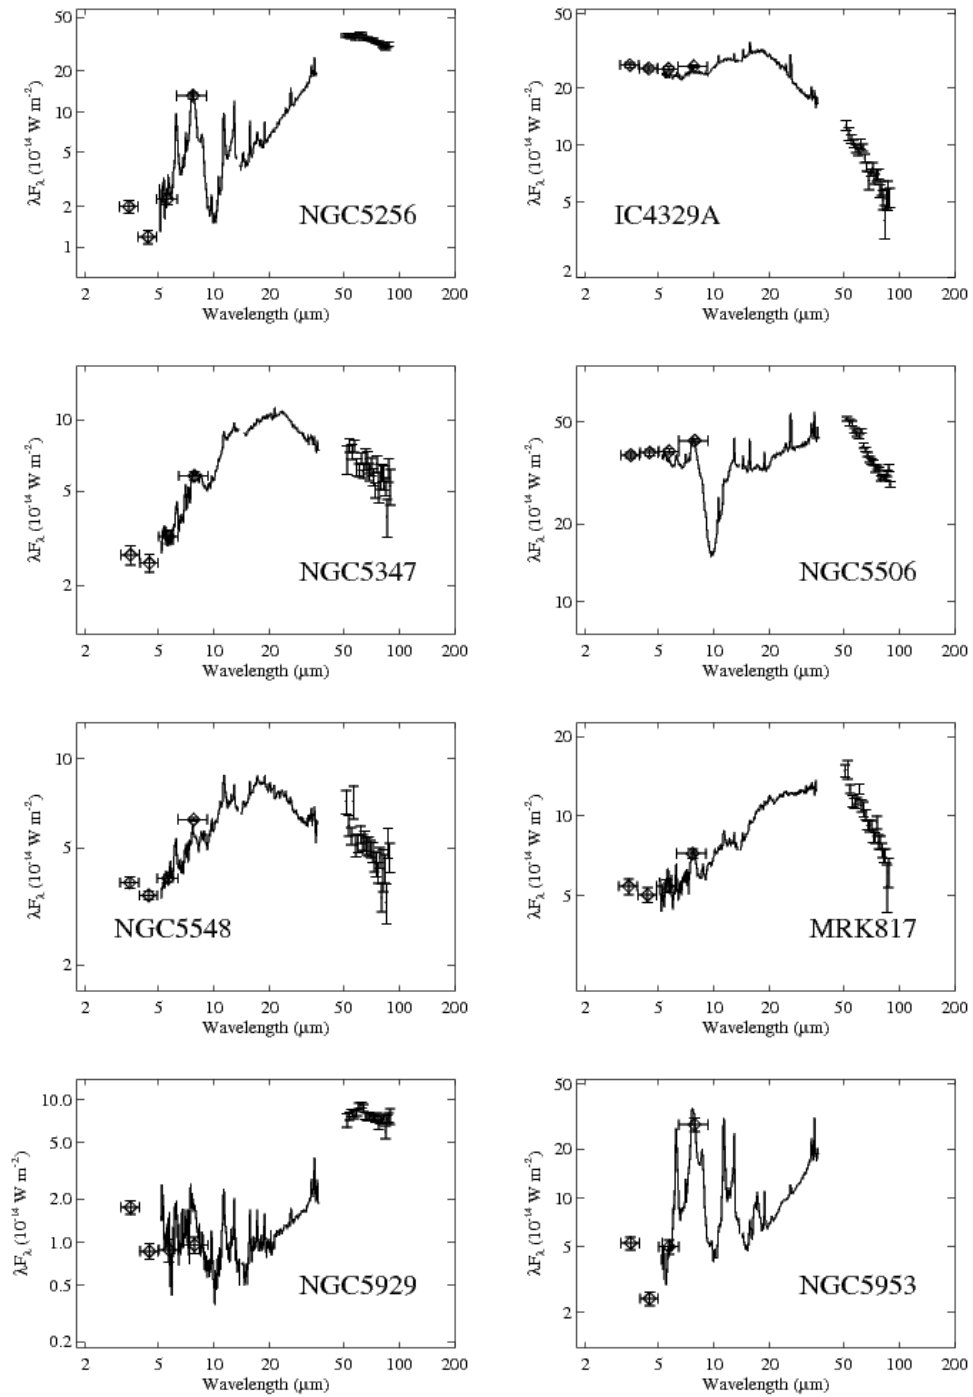 50
20
10
5
2
1
λFλ (10⁻¹⁴ W m⁻²)
NGC5256
2 5 10 20 50 100 200
Wavelength (μm)
50
20
10
5
2
λFλ (10⁻¹⁴ W m⁻²)
IC4329A
2 5 10 20 50 100 200
Wavelength (μm)
10
5
2
λFλ (10⁻¹⁴ W m⁻²)
NGC5347
2 5 10 20 50 100 200
Wavelength (μm)
50
20
10
λFλ (10⁻¹⁴ W m⁻²)
NGC5506
2 5 10 20 50 100 200
Wavelength (μm)
10
5
2
λFλ (10⁻¹⁴ W m⁻²)
NGC5548
2 5 10 20 50 100 200
Wavelength (μm)
20
10
5
λFλ (10⁻¹⁴ W m⁻²)
MRK817
2 5 10 20 50 100 200
Wavelength (μm)
10.0
5.0
2.0
1.0
0.5
0.2
λFλ (10⁻¹⁴ W m⁻²)
NGC5929
2 5 10 20 50 100 200
Wavelength (μm)
50
20
10
5
2
λFλ (10⁻¹⁴ W m⁻²)
NGC5953
2 5 10 20 50 100 200
Wavelength (μm)